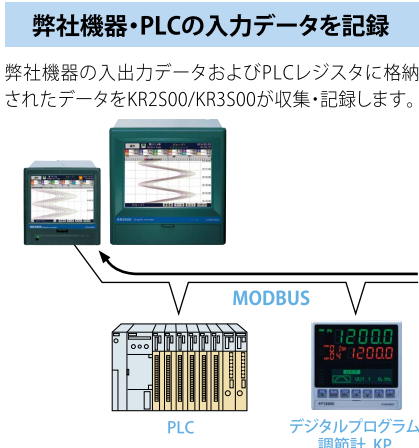 弊社機器・PLCの入力データを記録
弊社機器の入出力データおよびPLCレジスタに格納
されたデータをKR2S00/KR3S00が収集・記録します。
MODBUS
1200.0
1200.0
PLC
デジタルプログラム
調節計 KP